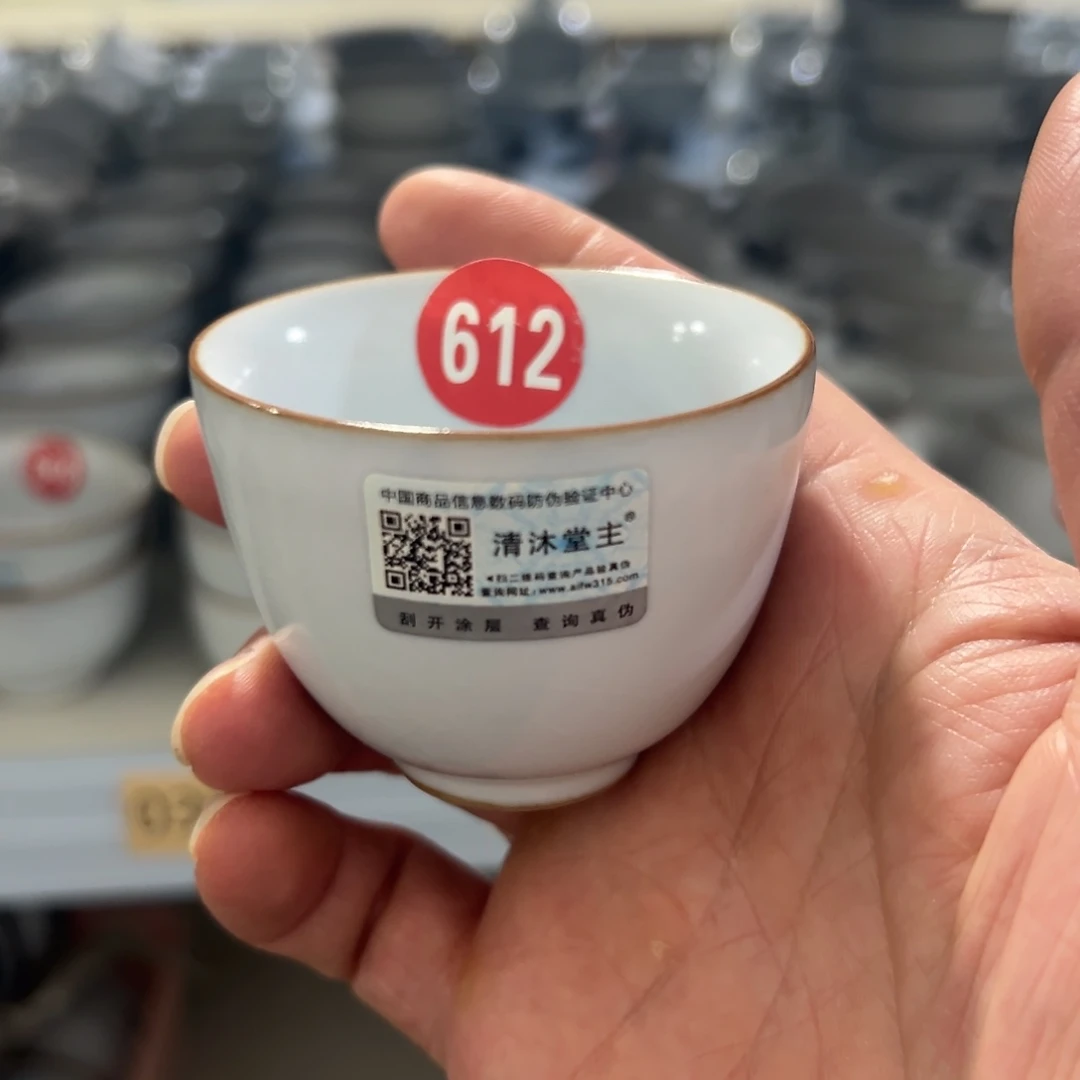 612
中国商品信息数码防伪验证中心
清沐堂主®
◄扫二维码查询产品验真伪
查询网址:www.aifw315.com
刮开涂层 查询真伪